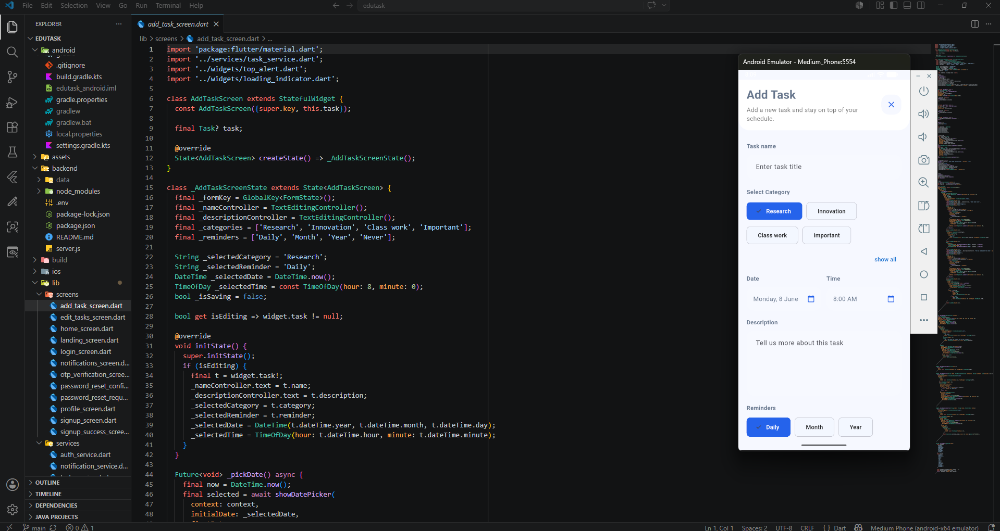 File Edit Selection View Go Run Terminal Help
edutask
EXPLORER
EDUTASK
android
.gitignore
build.gradle.kts
edutask_android.iml
gradle.properties
gradlew
gradlew.bat
local.properties
settings.gradle.kts
assets
backend
data
node_modules
.env
package-lock.json
package.json
README.md
server.js
build
ios
lib
screens
add_task_screen.dart
edit_tasks_screen.dart
home_screen.dart
landing_screen.dart
login_screen.dart
notifications_screen.d...
otp_verification_scree...
password_reset_confi...
password_reset_requ...
profile_screen.dart
signup_screen.dart
signup_success_scree...
services
auth_service.dart
notification_service.d...
OUTLINE
TIMELINE
DEPENDENCIES
JAVA PROJECTS
add_task_screen.dart
lib > screens > add_task_screen.dart > ...
1 import 'package:flutter/material.dart';
2 import '../services/task_service.dart';
3 import '../widgets/top_alert.dart';
4 import '../widgets/loading_indicator.dart';
5
6 class AddTaskScreen extends StatefulWidget {
7 const AddTaskScreen({super.key, this.task});
8
9 final Task? task;
10
11 @override
12 State<AddTaskScreen> createState() => _AddTaskScreenState();
13 }
14
15 class _AddTaskScreenState extends State<AddTaskScreen> {
16 final _formKey = GlobalKey<FormState>();
17 final _nameController = TextEditingController();
18 final _descriptionController = TextEditingController();
19 final _categories = ['Research', 'Innovation', 'Class work', 'Important'];
20 final _reminders = ['Daily', 'Month', 'Year', 'Never'];
21
22 String _selectedCategory = 'Research';
23 String _selectedReminder = 'Daily';
24 DateTime _selectedDate = DateTime.now();
25 TimeOfDay _selectedTime = const TimeOfDay(hour: 8, minute: 0);
26 bool _isSaving = false;
27
28 bool get isEditing => widget.task != null;
29
30 @override
31 void initState() {
32 super.initState();
33 if (isEditing) {
34 final t = widget.task!;
35 _nameController.text = t.name;
36 _descriptionController.text = t.description;
37 _selectedCategory = t.category;
38 _selectedReminder = t.reminder;
39 _selectedDate = DateTime(t.dateTime.year, t.dateTime.month, t.dateTime.day);
40 _selectedTime = TimeOfDay(hour: t.dateTime.hour, minute: t.dateTime.minute);
41 }
42 }
43
44 Future<void> _pickDate() async {
45 final now = DateTime.now();
46 final selected = await showDatePicker(
47 context: context,
48 initialDate: _selectedDate,
Android Emulator - Medium_Phone:5554
Add Task
Add a new task and stay on top of your
schedule.
Task name
Enter task title
Select Category
Research Innovation
Class work Important
show all
Date Time
Monday, 8 June 8:00 AM
Description
Tell us more about this task
Reminders
Daily Month Year
main 0 1
Ln 1, Col 1 Spaces: 2 UTF-8 CRLF { } Dart Medium Phone (android-x64 emulator)